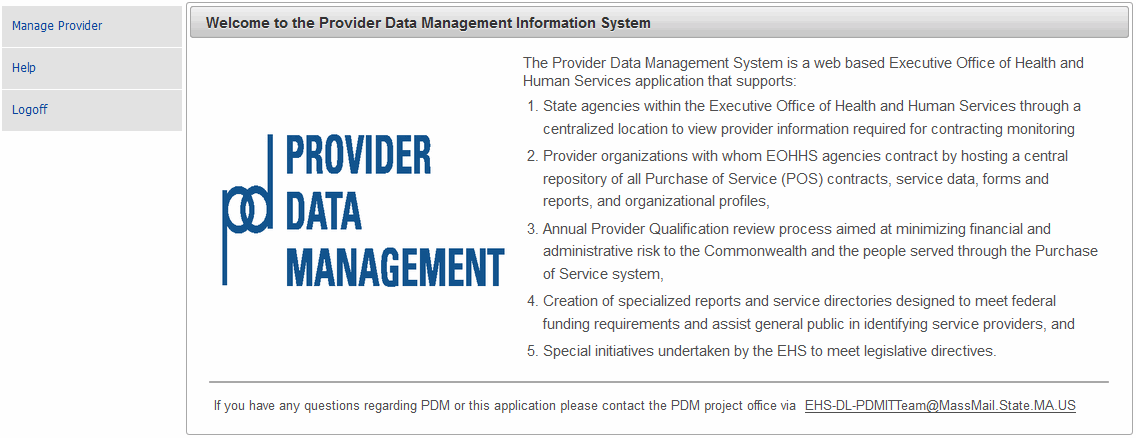 Manage Provider
Help
Logoff
Welcome to the Provider Data Management Information System
pd
PROVIDER
DATA
MANAGEMENT
The Provider Data Management System is a web based Executive Office of Health and
Human Services application that supports:
1. State agencies within the Executive Office of Health and Human Services through a
centralized location to view provider information required for contracting monitoring
2. Provider organizations with whom EOHHS agencies contract by hosting a central
repository of all Purchase of Service (POS) contracts, service data, forms and
reports, and organizational profiles,
3. Annual Provider Qualification review process aimed at minimizing financial and
administrative risk to the Commonwealth and the people served through the Purchase
of Service system,
4. Creation of specialized reports and service directories designed to meet federal
funding requirements and assist general public in identifying service providers, and
5. Special initiatives undertaken by the EHS to meet legislative directives.
If you have any questions regarding PDM or this application please contact the PDM project office via EHS-DL-PDMITTeam@MassMail.State.MA.US